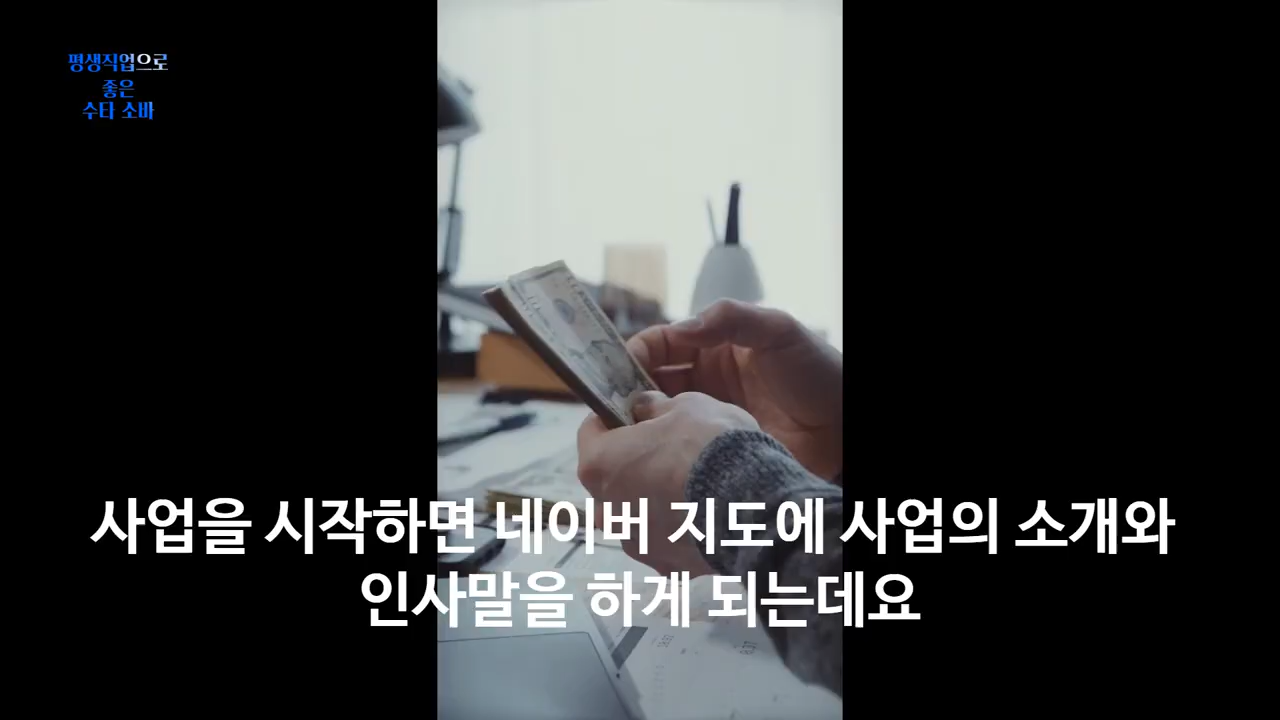 평생직업으로
좋은
수타 소바
사업을 시작하면 네이버 지도에 사업의 소개와
인사말을 하게 되는데요